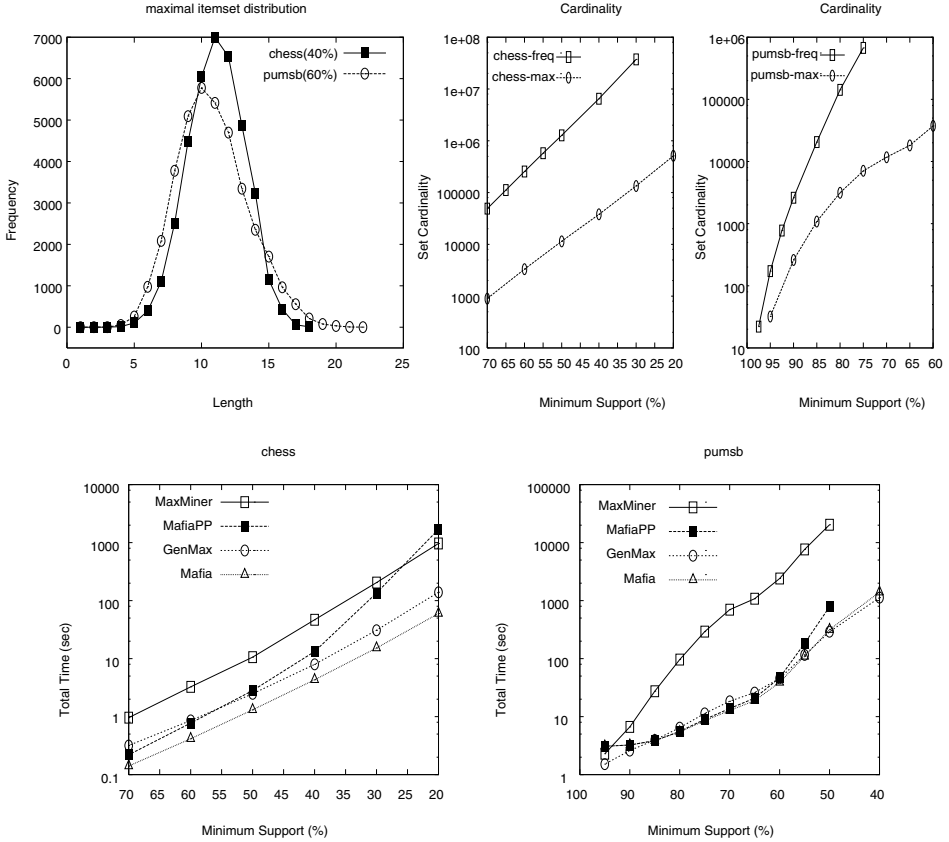 maximal itemset distribution
7000
6000
5000
4000
3000
2000
1000
0
0 5 10 15 20 25
Frequency
Length
chess(40%)
pumsb(60%)
Cardinality
1e+08
1e+07
1e+06
100000
10000
1000
100
70 65 60 55 50 45 40 35 30 25 20
Set Cardinality
Minimum Support (%)
chess-freq
chess-max
Cardinality
1e+06
100000
10000
1000
100
10
100 95 90 85 80 75 70 65 60
Set Cardinality
Minimum Support (%)
pumsb-freq
pumsb-max
chess
10000
1000
100
10
1
0.1
70 65 60 55 50 45 40 35 30 25 20
Total Time (sec)
Minimum Support (%)
MaxMiner
MafiaPP
GenMax
Mafia
pumsb
100000
10000
1000
100
10
1
100 90 80 70 60 50 40
Total Time (sec)
Minimum Support (%)
MaxMiner
MafiaPP
GenMax
Mafia